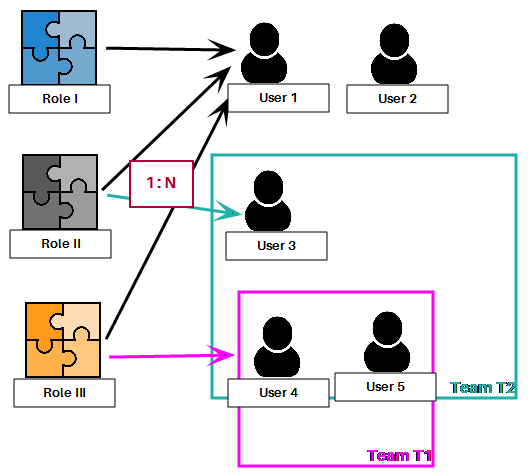 Role I
User 1
User 2
1:N
Role II
User 3
Role III
User 4
User 5
Team T2
Team T1